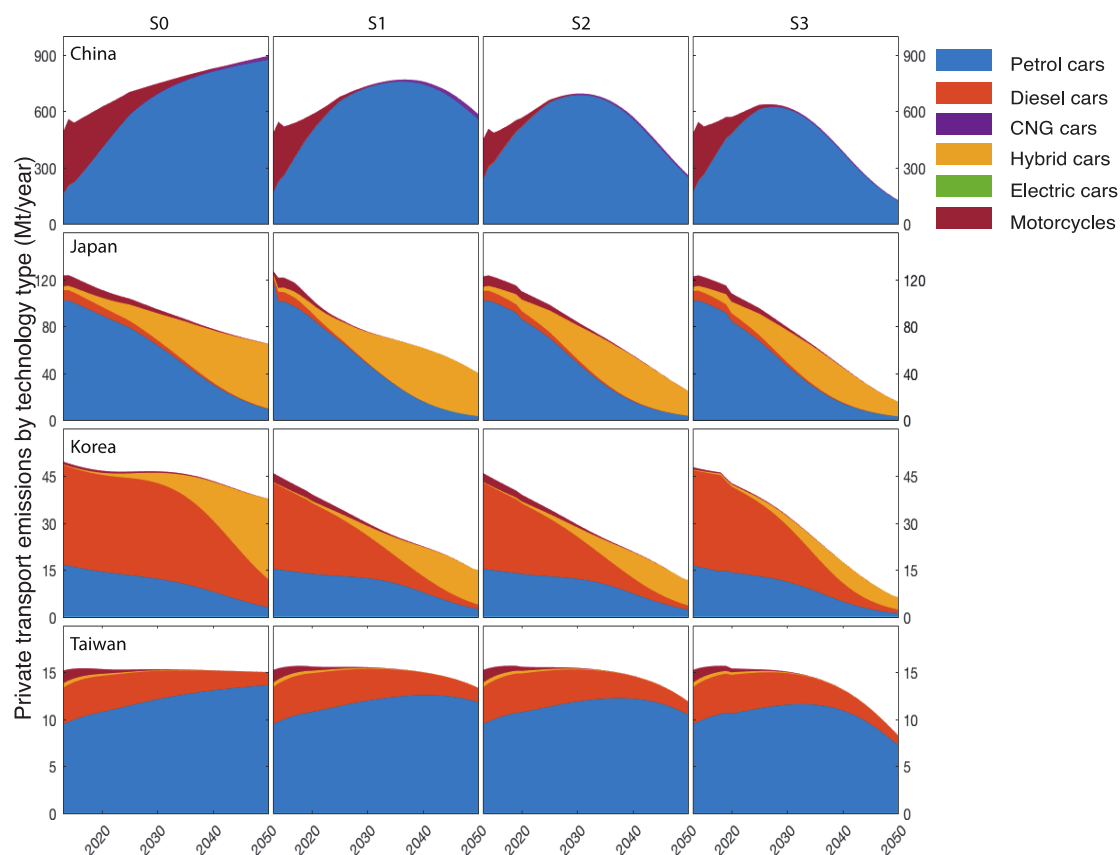 S0 S1 S2 S3
Private transport emissions by technology type (Mt/year)
China
900 900
600 600
300 300
0 0
Petrol cars
Diesel cars
CNG cars
Hybrid cars
Electric cars
Motorcycles
Japan
120 120
80 80
40 40
0 0
Korea
45 45
30 30
15 15
0 0
Taiwan
15 15
10 10
5 5
0 0
2020 2030 2040 2050 2020 2030 2040 2050 2020 2030 2040 2050 2020 2030 2040 2050